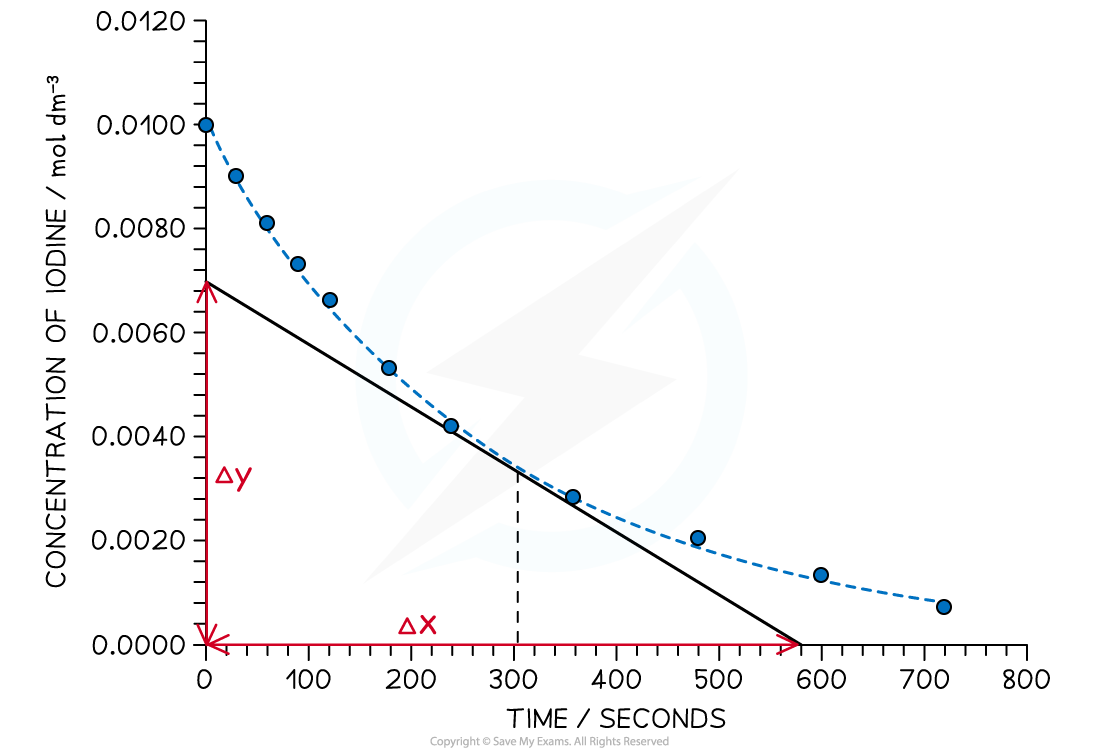 CONCENTRATION OF IODINE / mol dm⁻³
0.0120
0.0100
0.0080
0.0060
0.0040
0.0020
0.0000
Δy
Δx
0 100 200 300 400 500 600 700 800
TIME / SECONDS
Copyright © Save My Exams. All Rights Reserved